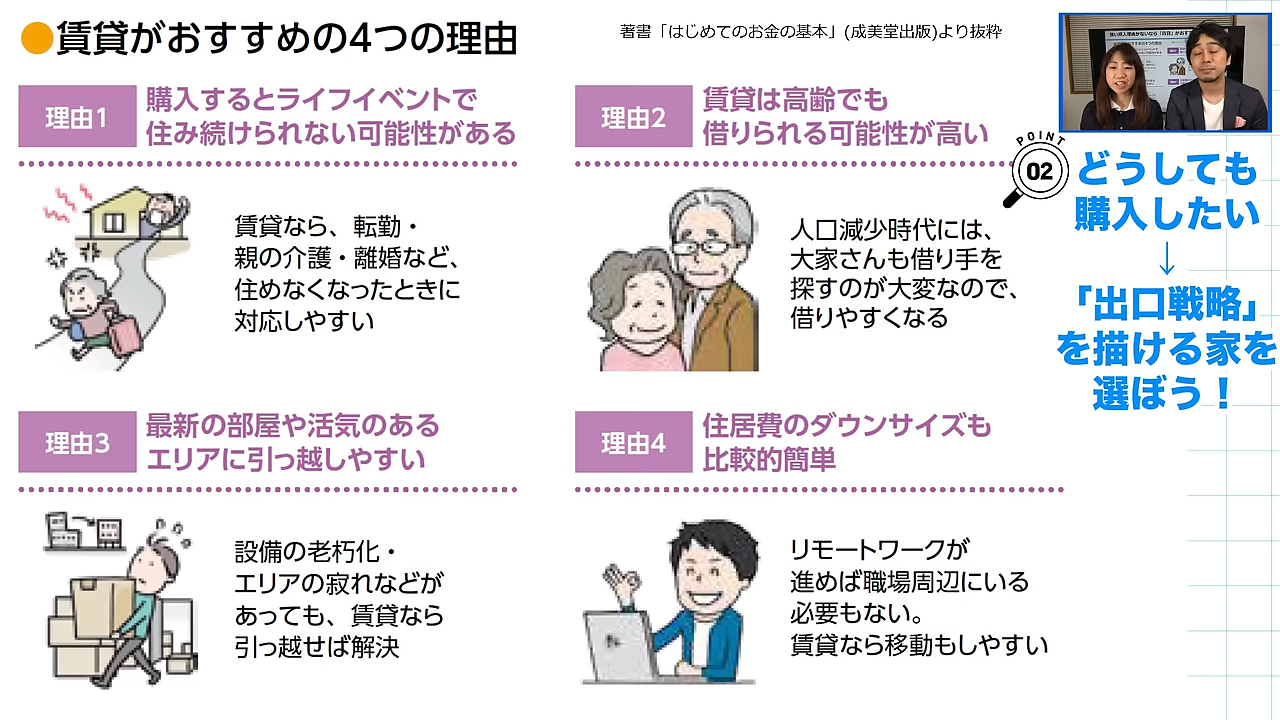 賃貸がおすすめの4つの理由
著書「はじめてのお金の基本」(成美堂出版)より抜粋
理由1
購入するとライフイベントで
住み続けられない可能性がある
賃貸なら、転勤・
親の介護・離婚など、
住めなくなったときに
対応しやすい
理由2
賃貸は高齢でも
借りられる可能性が高い
人口減少時代には、
大家さんも借り手を
探すのが大変なので、
借りやすくなる
理由3
最新の部屋や活気のある
エリアに引っ越しやすい
設備の老朽化・
エリアの寂れなどが
あっても、賃貸なら
引っ越せば解決
理由4
住居費のダウンサイズも
比較的簡単
リモートワークが
進めば職場周辺にいる
必要もない。
賃貸なら移動もしやすい
POINT
02
どうしても
購入したい
↓
「出口戦略」
を描ける家を
選ぼう！